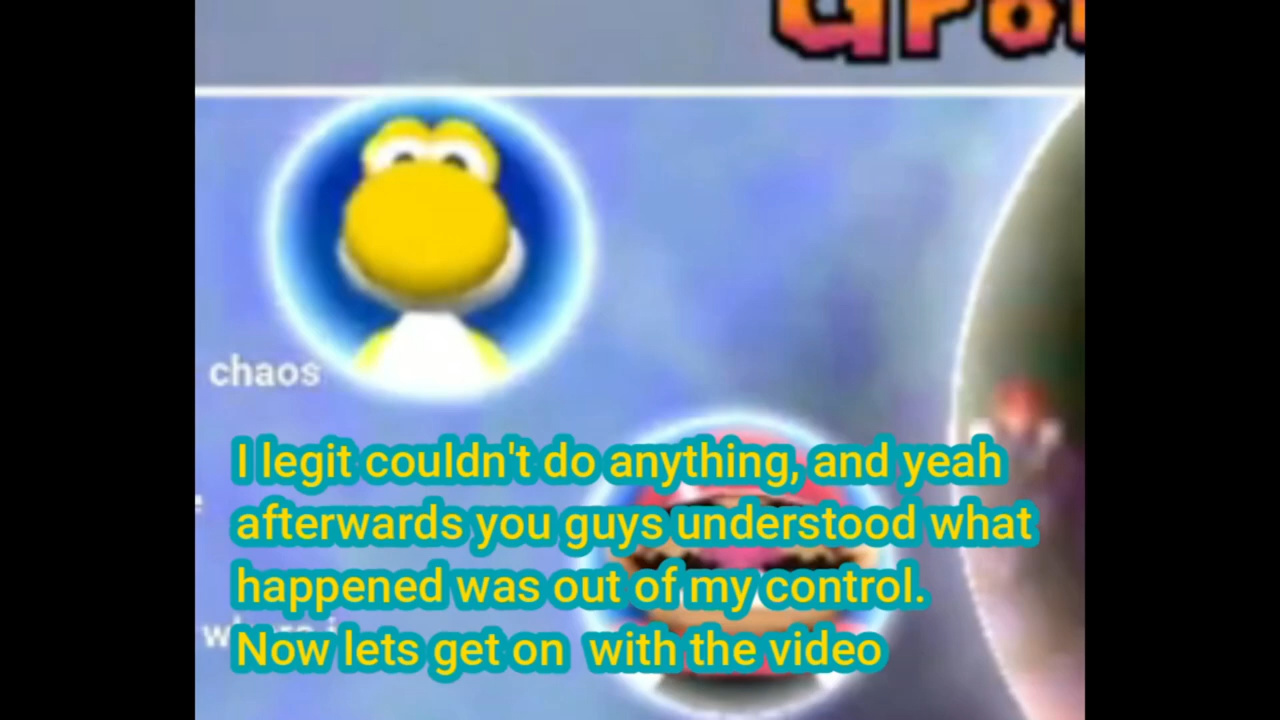 chaos
I legit couldn't do anything, and yeah
afterwards you guys understood what
happened was out of my control.
Now lets get on  with the video